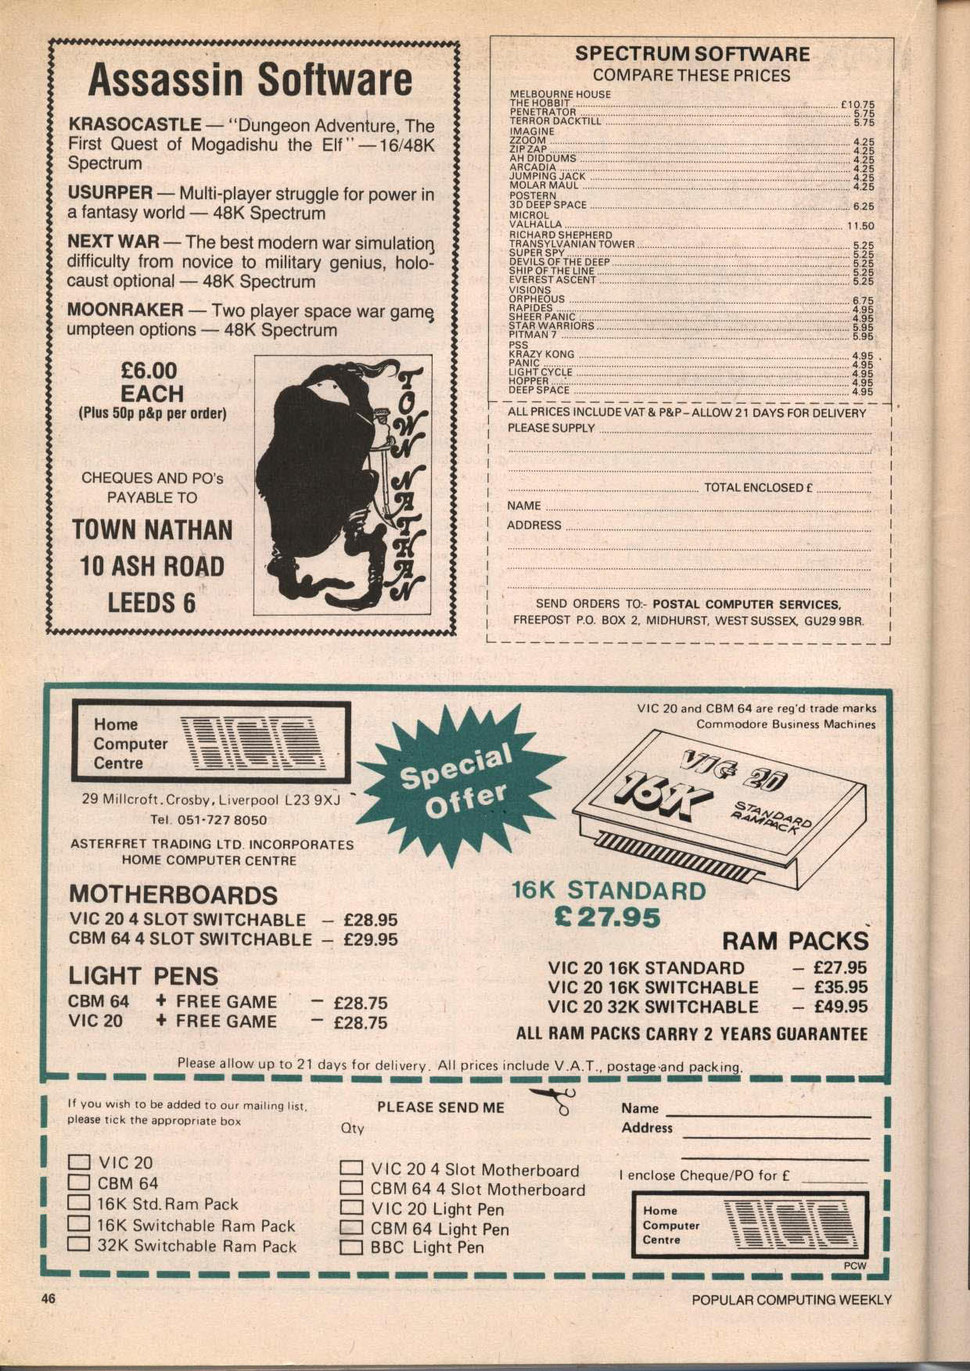 Assassin Software
KRASOCASTLE — "Dungeon Adventure, The
First Quest of Mogadishu the Elf" — 16/48K
Spectrum
USURPER — Multi-player struggle for power in
a fantasy world — 48K Spectrum
NEXT WAR — The best modern war simulation,
difficulty from novice to military genius, holo-
caust optional — 48K Spectrum
MOONRAKER — Two player space war game,
umpteen options — 48K Spectrum
£6.00
EACH
(Plus 50p p&p per order)
CHEQUES AND PO's
PAYABLE TO
TOWN NATHAN
10 ASH ROAD
LEEDS 6
TOWN NATHAN
SPECTRUM SOFTWARE
COMPARE THESE PRICES
MELBOURNE HOUSE
THE HOBBIT £10.75
PENETRATOR 5.75
TERROR DACKTILL 5.75
IMAGINE
ZZOOM 4.25
ZIP ZAP 4.25
AH DIDDUMS 4.25
ARCADIA 4.25
JUMPING JACK 4.25
MOLAR MAUL 4.25
POSTERN
3D DEEP SPACE 6.25
MICROL
VALHALLA 11.50
RICHARD SHEPHERD
TRANSYLVANIAN TOWER 5.25
SUPER SPY 5.25
DEVILS OF THE DEEP 5.25
SHIP OF THE LINE 5.25
EVEREST ASCENT 5.25
VISIONS
ORPHEOUS 6.75
RAPIDES 4.95
SHEER PANIC 4.95
STAR WARRIORS 5.95
PITMAN 7 5.95
PSS
KRAZY KONG 4.95
PANIC 4.95
LIGHT CYCLE 4.95
HOPPER 4.95
DEEP SPACE 4.95
ALL PRICES INCLUDE VAT & P&P – ALLOW 21 DAYS FOR DELIVERY
PLEASE SUPPLY
TOTAL ENCLOSED £
NAME
ADDRESS
SEND ORDERS TO:- POSTAL COMPUTER SERVICES,
FREEPOST P.O. BOX 2, MIDHURST, WEST SUSSEX, GU29 9BR.
Home
Computer
Centre
HCC
29 Millcroft, Crosby, Liverpool L23 9XJ
Tel. 051-727 8050
ASTERFRET TRADING LTD. INCORPORATES
HOME COMPUTER CENTRE
Special
Offer
VIC 20 and CBM 64 are reg'd trade marks
Commodore Business Machines
VIC 20
16K
STANDARD
RAMPACK
16K STANDARD
£27.95
MOTHERBOARDS
VIC 20 4 SLOT SWITCHABLE – £28.95
CBM 64 4 SLOT SWITCHABLE – £29.95
LIGHT PENS
CBM 64 + FREE GAME – £28.75
VIC 20 + FREE GAME – £28.75
RAM PACKS
VIC 20 16K STANDARD – £27.95
VIC 20 16K SWITCHABLE – £35.95
VIC 20 32K SWITCHABLE – £49.95
ALL RAM PACKS CARRY 2 YEARS GUARANTEE
Please allow up to 21 days for delivery. All prices include V.A.T., postage and packing.
If you wish to be added to our mailing list,
please tick the appropriate box
VIC 20
CBM 64
16K Std. Ram Pack
16K Switchable Ram Pack
32K Switchable Ram Pack
PLEASE SEND ME
Qty
VIC 20 4 Slot Motherboard
CBM 64 4 Slot Motherboard
VIC 20 Light Pen
CBM 64 Light Pen
BBC Light Pen
Name
Address
I enclose Cheque/PO for £
Home
Computer
Centre
HCC
PCW
46
POPULAR COMPUTING WEEKLY